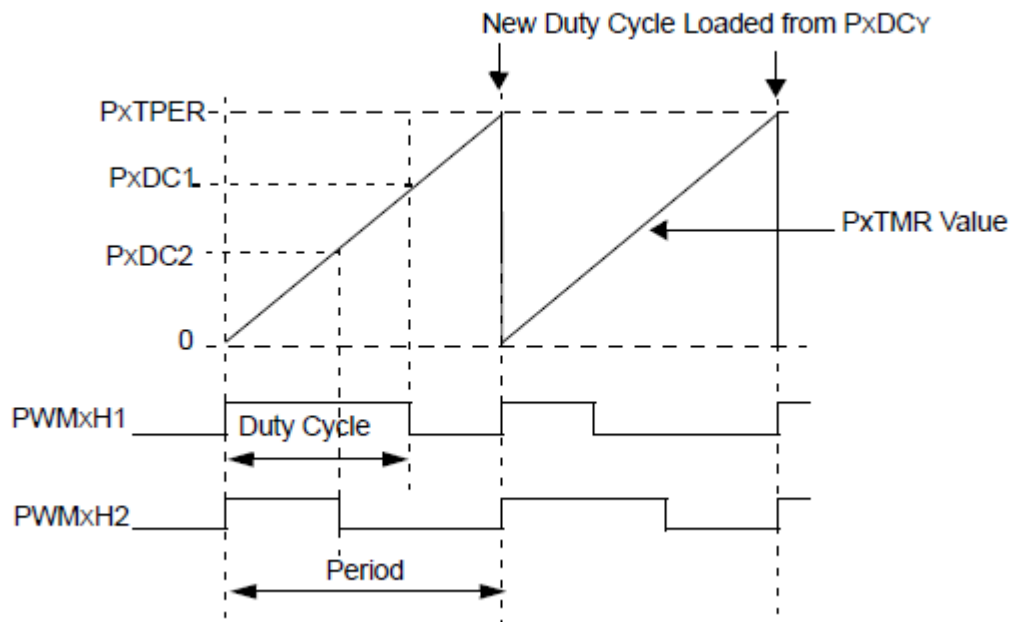 New Duty Cycle Loaded from PxDCY
PxTPER
PxDC1
PxTMR Value
PxDC2
0
PWMxH1
Duty Cycle
PWMxH2
Period